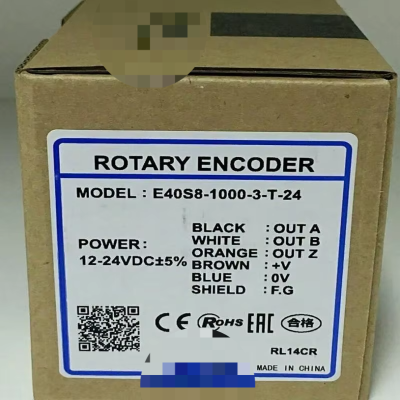 ROTARY ENCODER
MODEL : E40S8-1000-3-T-24
POWER :
12-24VDC±5%
BLACK : OUT A
WHITE : OUT B
ORANGE : OUT Z
BROWN : +V
BLUE : 0V
SHIELD : F.G
CE RoHS EAC 合格
RL14CR
MADE IN CHINA